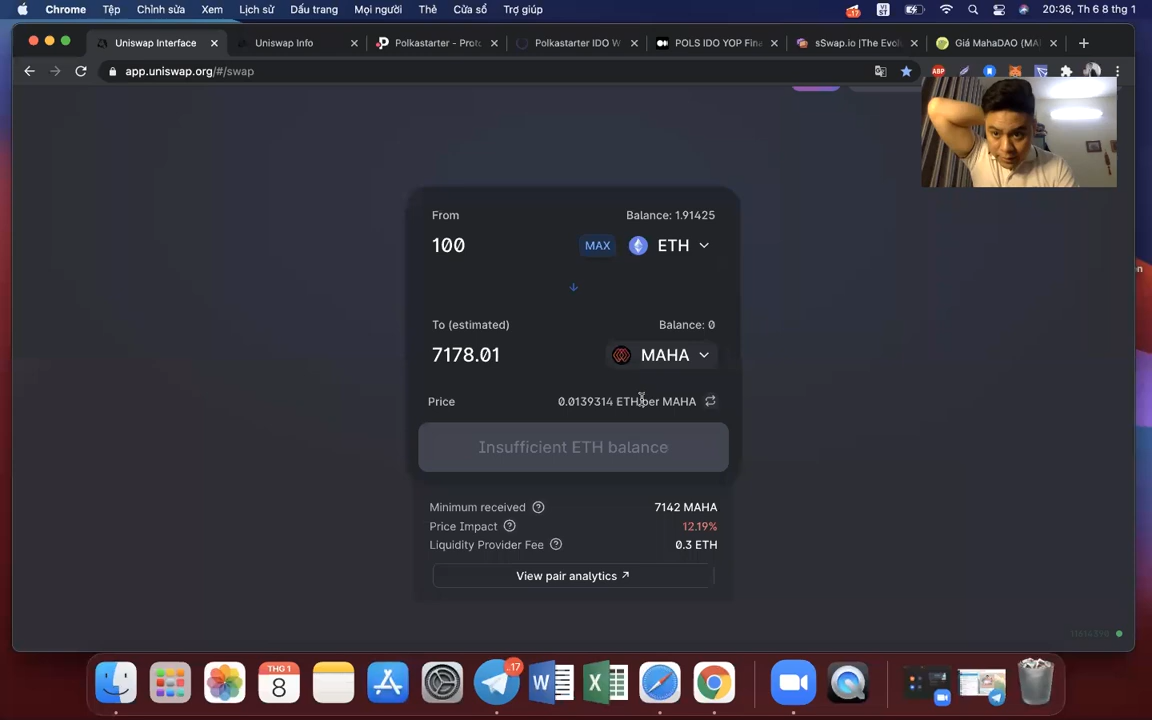 Chrome Tệp Chỉnh sửa Xem Lịch sử Dấu trang Mọi người Thẻ Cửa sổ Trợ giúp 20:36, Th 6 8 thg 1
Uniswap Interface Uniswap Info Polkastarter - Proto Polkastarter IDO W POLS IDO YOP Fina sSwap.io |The Evolu Giá MahaDAO (MA
app.uniswap.org/#/swap ABP
From Balance: 1.91425
100 MAX ETH
To (estimated) Balance: 0
7178.01 MAHA
Price 0.0139314 ETH per MAHA
Insufficient ETH balance
Minimum received 7142 MAHA
Price Impact 12.19%
Liquidity Provider Fee 0.3 ETH
View pair analytics ↗
THG 1
8
17